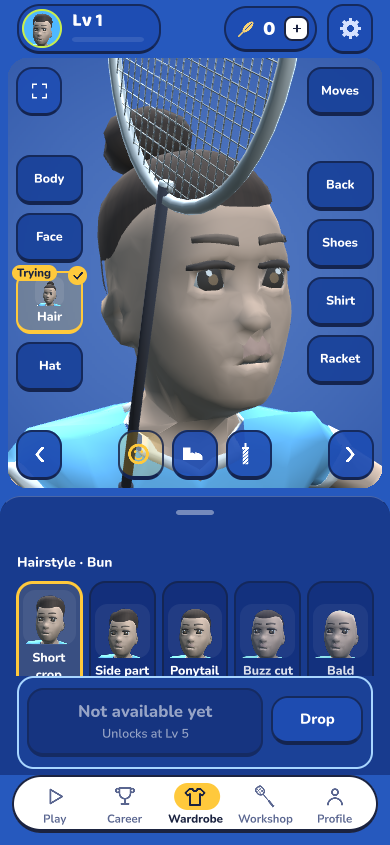 Lv 1
0
Moves
Body
Back
Face
Shoes
Trying
Hair
Shirt
Hat
Racket
Hairstyle · Bun
Short crop
Side part
Ponytail
Buzz cut
Bald
Not available yet
Unlocks at Lv 5
Drop
Play
Career
Wardrobe
Workshop
Profile